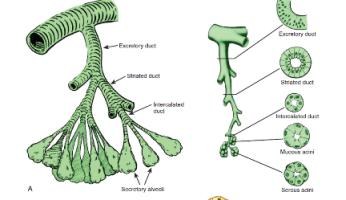 Excretory duct
Striated duct
Intercalated
duct
Secretory alveoli
A
Excretory duct
Striated duct
Intercalated duct
Mucous acini
Serous acini